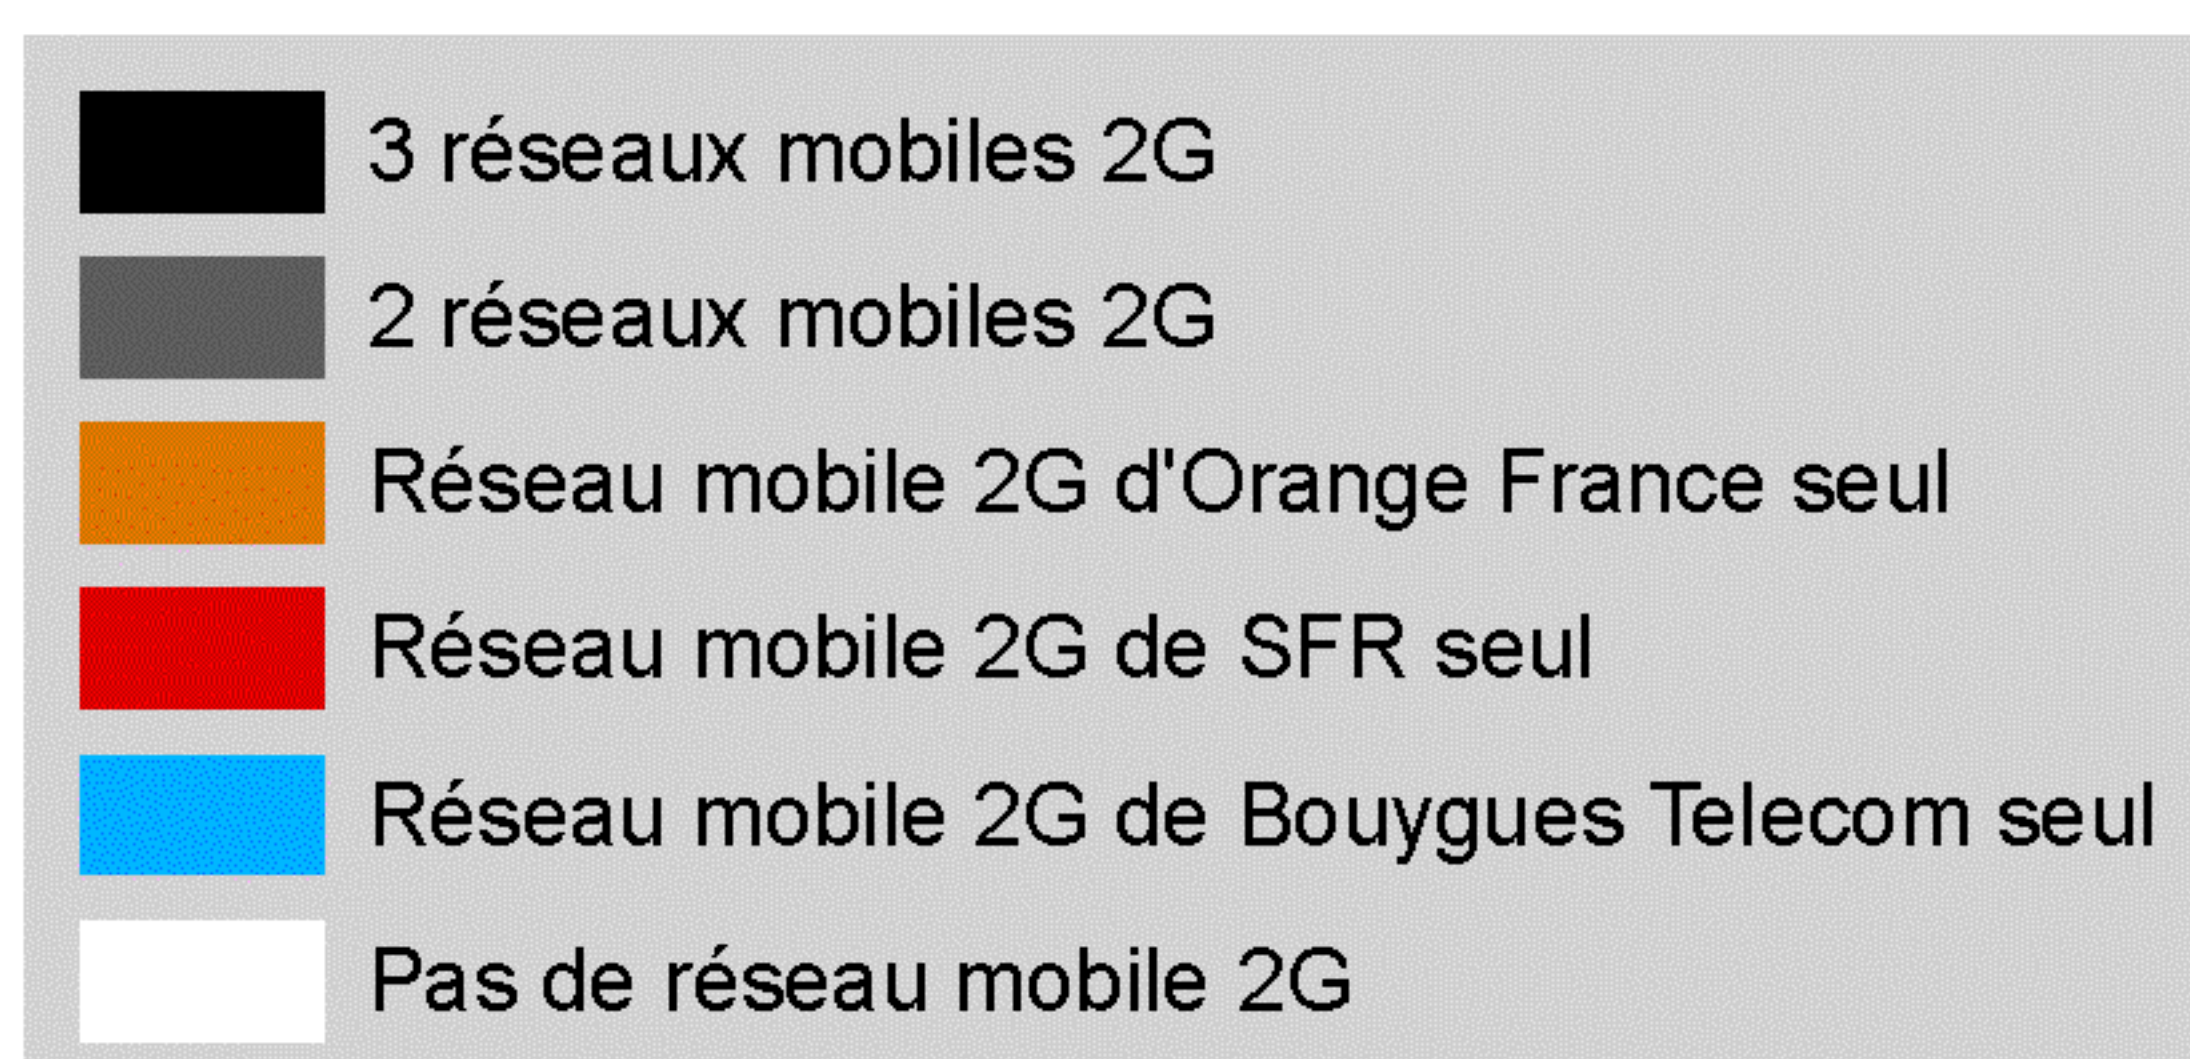 3 réseaux mobiles 2G
2 réseaux mobiles 2G
Réseau mobile 2G d'Orange France seul
Réseau mobile 2G de SFR seul
Réseau mobile 2G de Bouygues Telecom seul
Pas de réseau mobile 2G